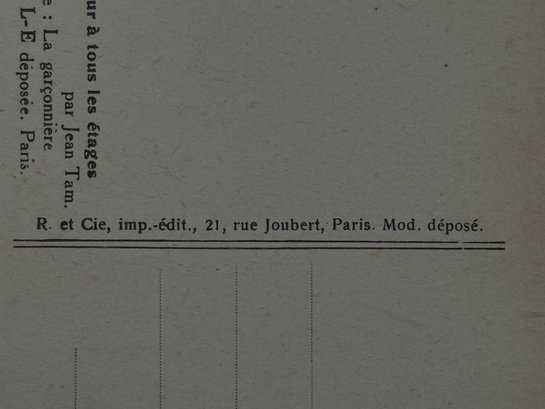 ur à tous les étages
e : La garçonnière
par Jean Tam.
L-E déposée. Paris.
R. et Cie, imp.-édit., 21, rue Joubert, Paris. Mod. déposé.